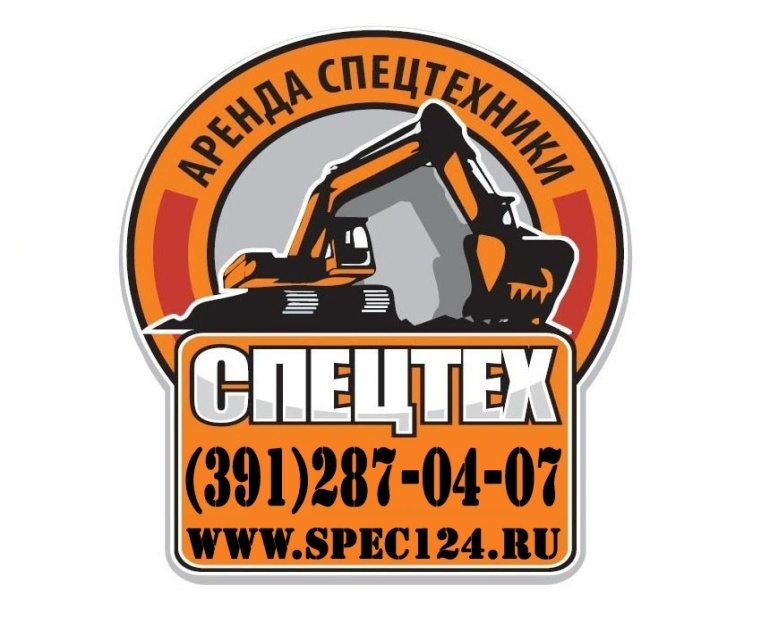 АРЕНДА СПЕЦТЕХНИКИ
СПЕЦТЕХ
(391)287-04-07
WWW.SPEC124.RU